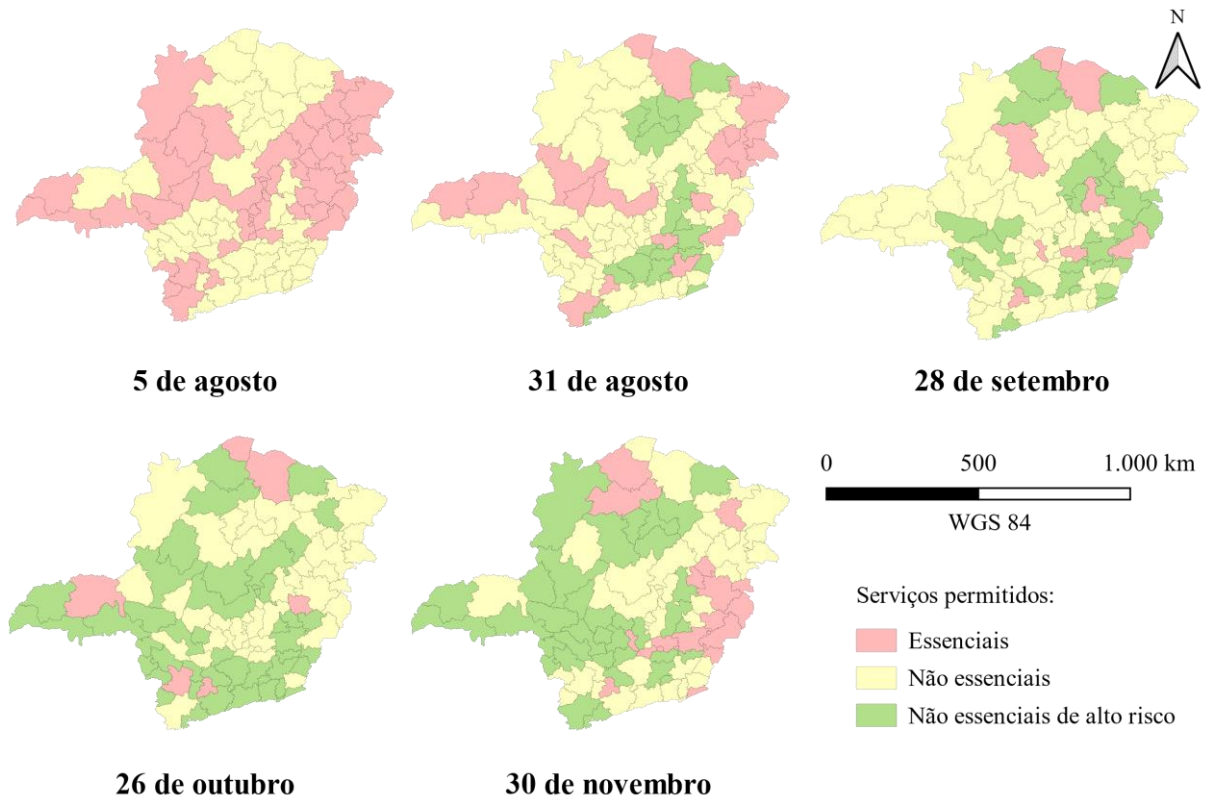 N
5 de agosto
31 de agosto
28 de setembro
0 500 1.000 km
WGS 84
Serviços permitidos:
Essenciais
Não essenciais
Não essenciais de alto risco
26 de outubro
30 de novembro